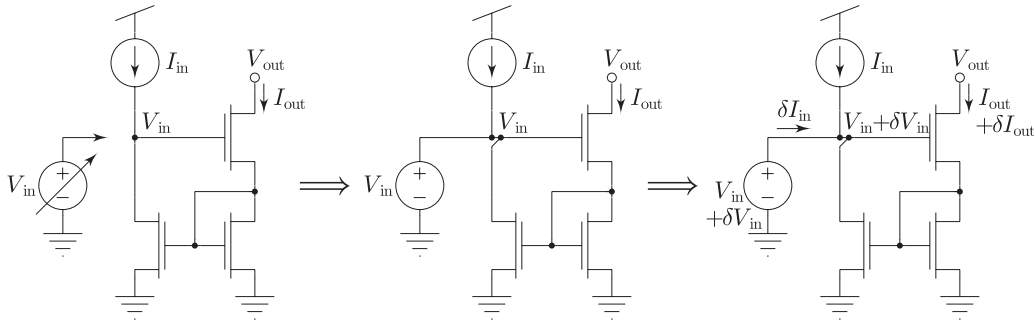 I_in
V_out
I_out
V_in
V_in
+
−
⟹
I_in
V_out
I_out
V_in
V_in
+
−
⟹
I_in
V_out
δI_in
I_out
+δI_out
V_in+δV_in
+
−
V_in
+δV_in